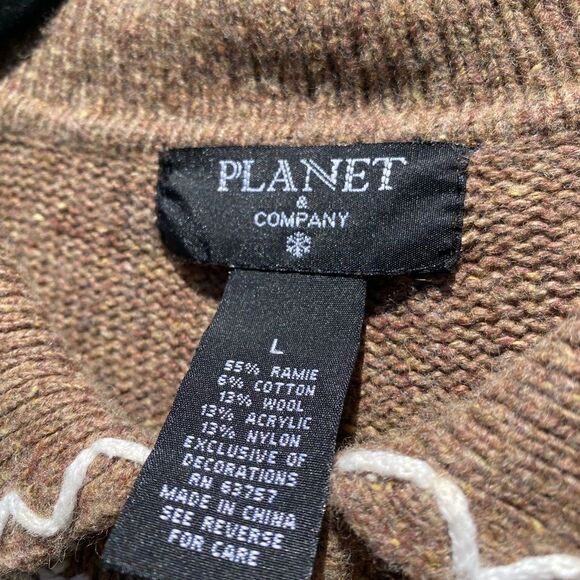 PLANET
&
COMPANY
L
55% RAMIE
6% COTTON
13% WOOL
13% ACRYLIC
13% NYLON
EXCLUSIVE OF
DECORATIONS
RN 63757
MADE IN CHINA
SEE REVERSE
FOR CARE